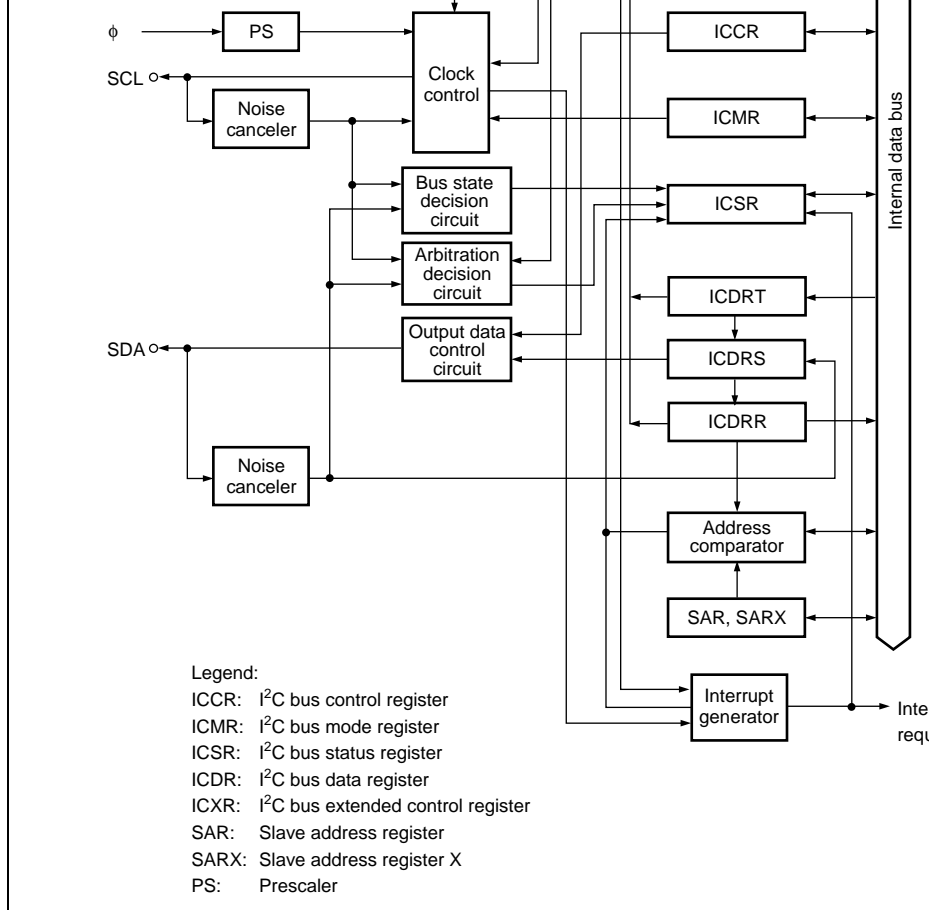 ϕ
PS
ICCR
SCL
Clock
control
Noise
canceler
ICMR
Internal data bus
Bus state
decision
circuit
ICSR
Arbitration
decision
circuit
ICDRT
Output data
control
circuit
SDA
ICDRS
ICDRR
Noise
canceler
Address
comparator
SAR, SARX
Interrupt
generator
Legend:
ICCR: I²C bus control register
ICMR: I²C bus mode register
ICSR: I²C bus status register
ICDR: I²C bus data register
ICXR: I²C bus extended control register
SAR: Slave address register
SARX: Slave address register X
PS: Prescaler